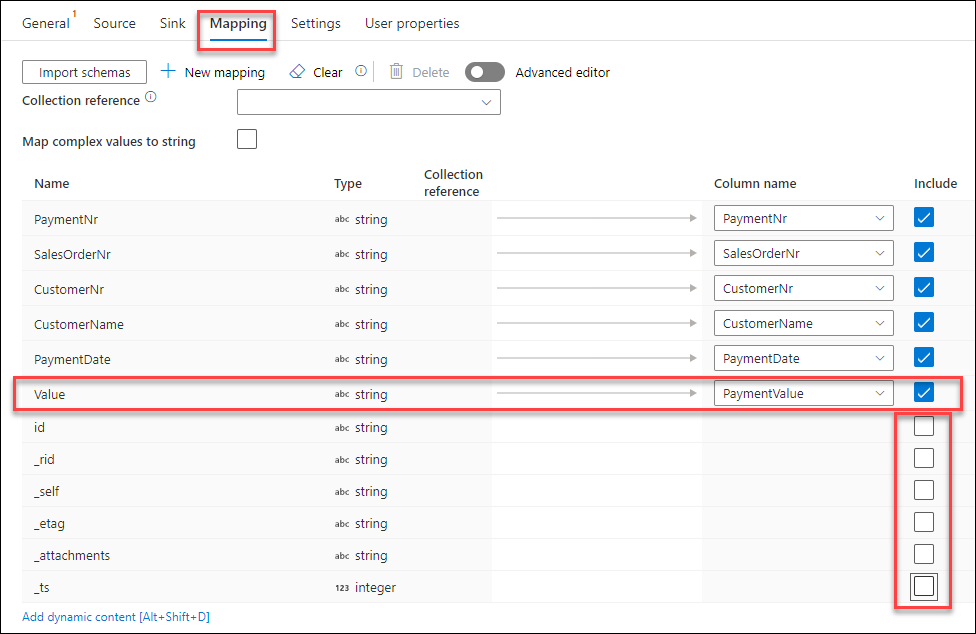 General 1 Source Sink Mapping Settings User properties
Import schemas New mapping Clear Delete Advanced editor
Collection reference
Map complex values to string
Name Type Collection reference Column name Include
PaymentNr abc string PaymentNr
SalesOrderNr abc string SalesOrderNr
CustomerNr abc string CustomerNr
CustomerName abc string CustomerName
PaymentDate abc string PaymentDate
Value abc string PaymentValue
id abc string
_rid abc string
_self abc string
_etag abc string
_attachments abc string
_ts 123 integer
Add dynamic content [Alt+Shift+D]